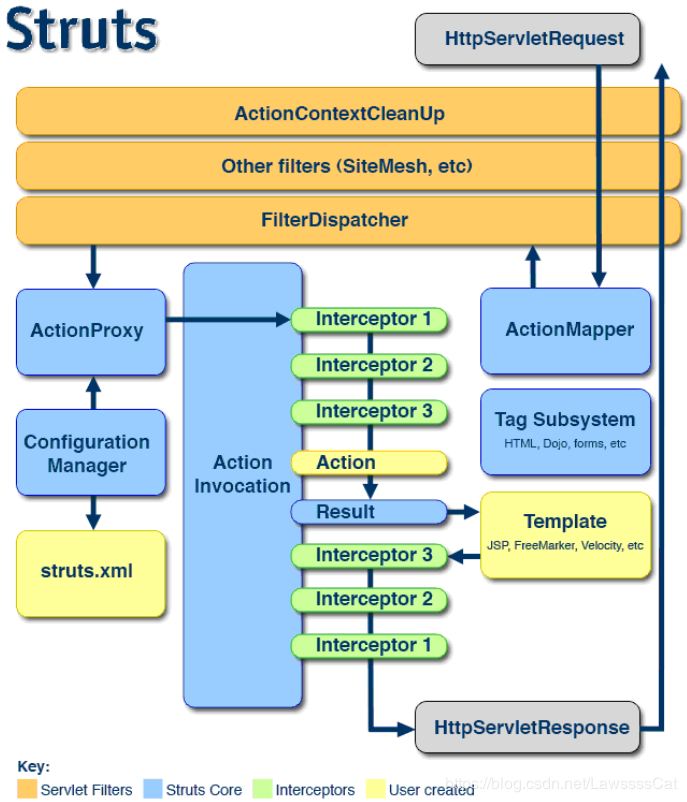 Struts
HttpServletRequest
ActionContextCleanUp
Other filters (SiteMesh, etc)
FilterDispatcher
ActionProxy
Configuration
Manager
struts.xml
Action
Invocation
Interceptor 1
Interceptor 2
Interceptor 3
Action
Result
Interceptor 3
Interceptor 2
Interceptor 1
ActionMapper
Tag Subsystem
HTML, Dojo, forms, etc
Template
JSP, FreeMarker, Velocity, etc
HttpServletResponse
Key:
Servlet Filters
Struts Core
Interceptors
User created
https://blog.csdn.net/LawssssCat